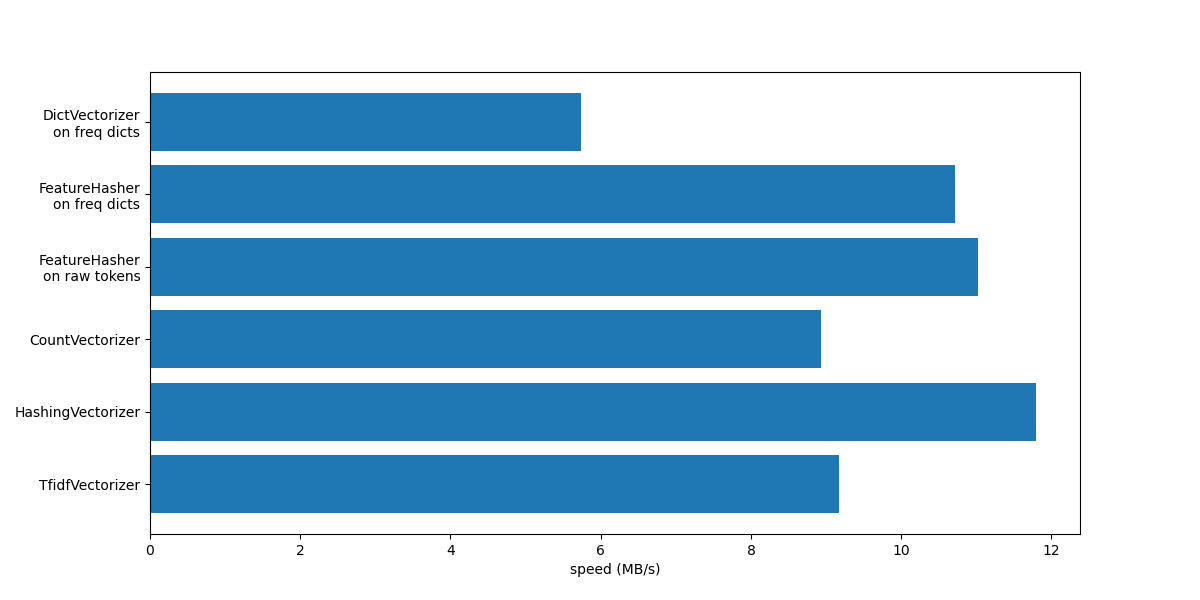 DictVectorizer
on freq dicts
FeatureHasher
on freq dicts
FeatureHasher
on raw tokens
CountVectorizer
HashingVectorizer
TfidfVectorizer
0 2 4 6 8 10 12
speed (MB/s)